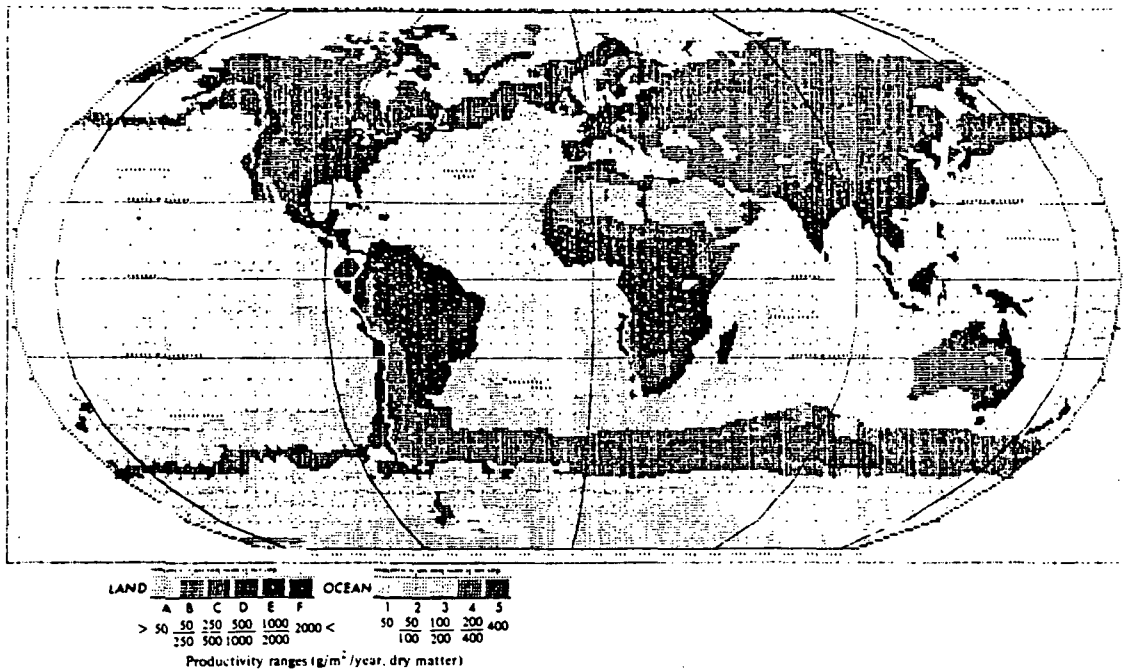 LAND A B C D E F OCEAN 1 2 3 4 5
> 50 50/250 250/500 500/1000 1000/2000 2000 < 50 50/100 100/200 200/400 400
Productivity ranges (g/m²/year, dry matter)